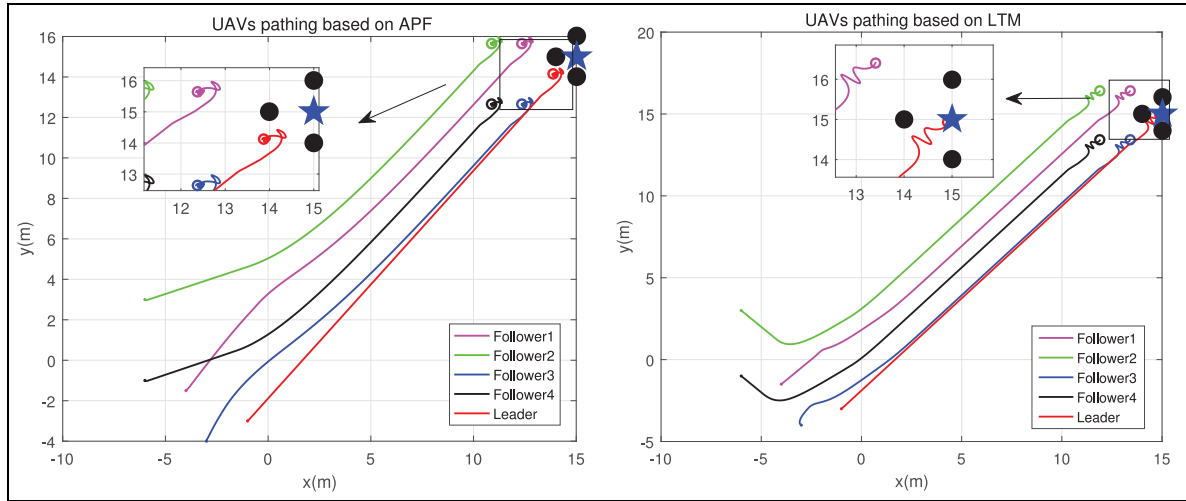 UAVs pathing based on APF
16
14
12
10
8
6
4
2
0
-2
-4
y(m)
-10
-5
0
5
10
15
x(m)
16
15
14
13
12
13
14
15
Follower1
Follower2
Follower3
Follower4
Leader
UAVs pathing based on LTM
20
15
10
5
0
-5
y(m)
-10
-5
0
5
10
15
x(m)
16
15
14
13
14
15
Follower1
Follower2
Follower3
Follower4
Leader